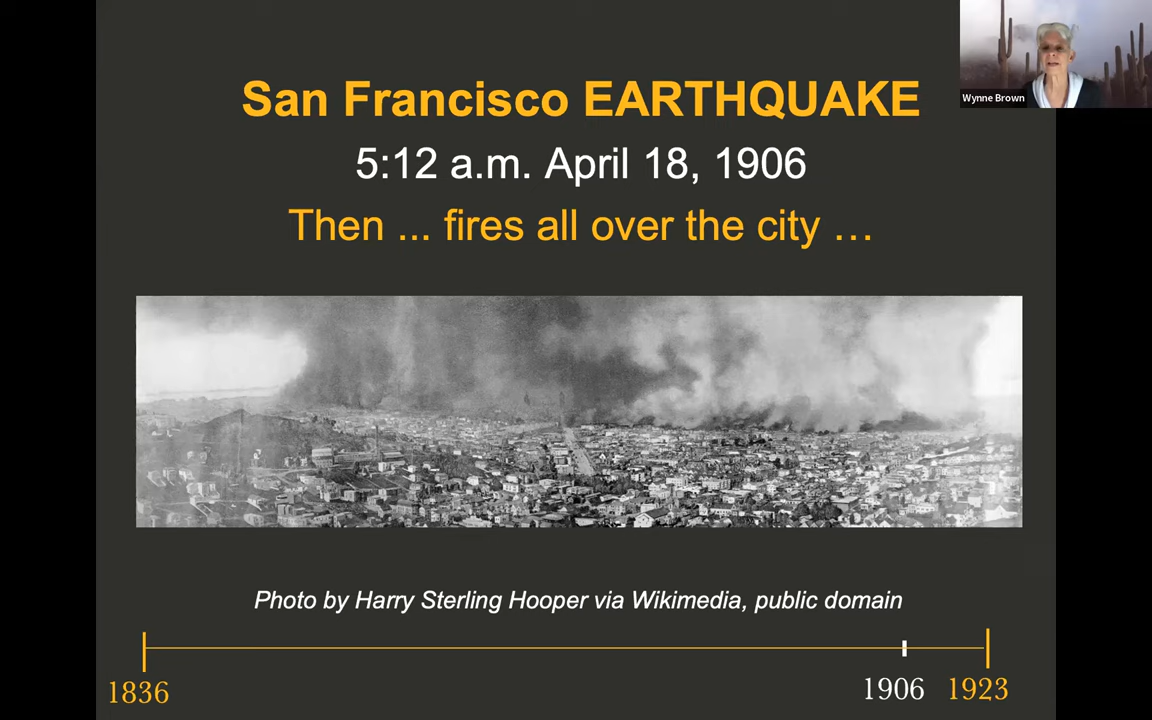 San Francisco EARTHQUAKE
Wynne Brown
5:12 a.m. April 18, 1906
Then ... fires all over the city …
Photo by Harry Sterling Hooper via Wikimedia, public domain
1836
1906
1923